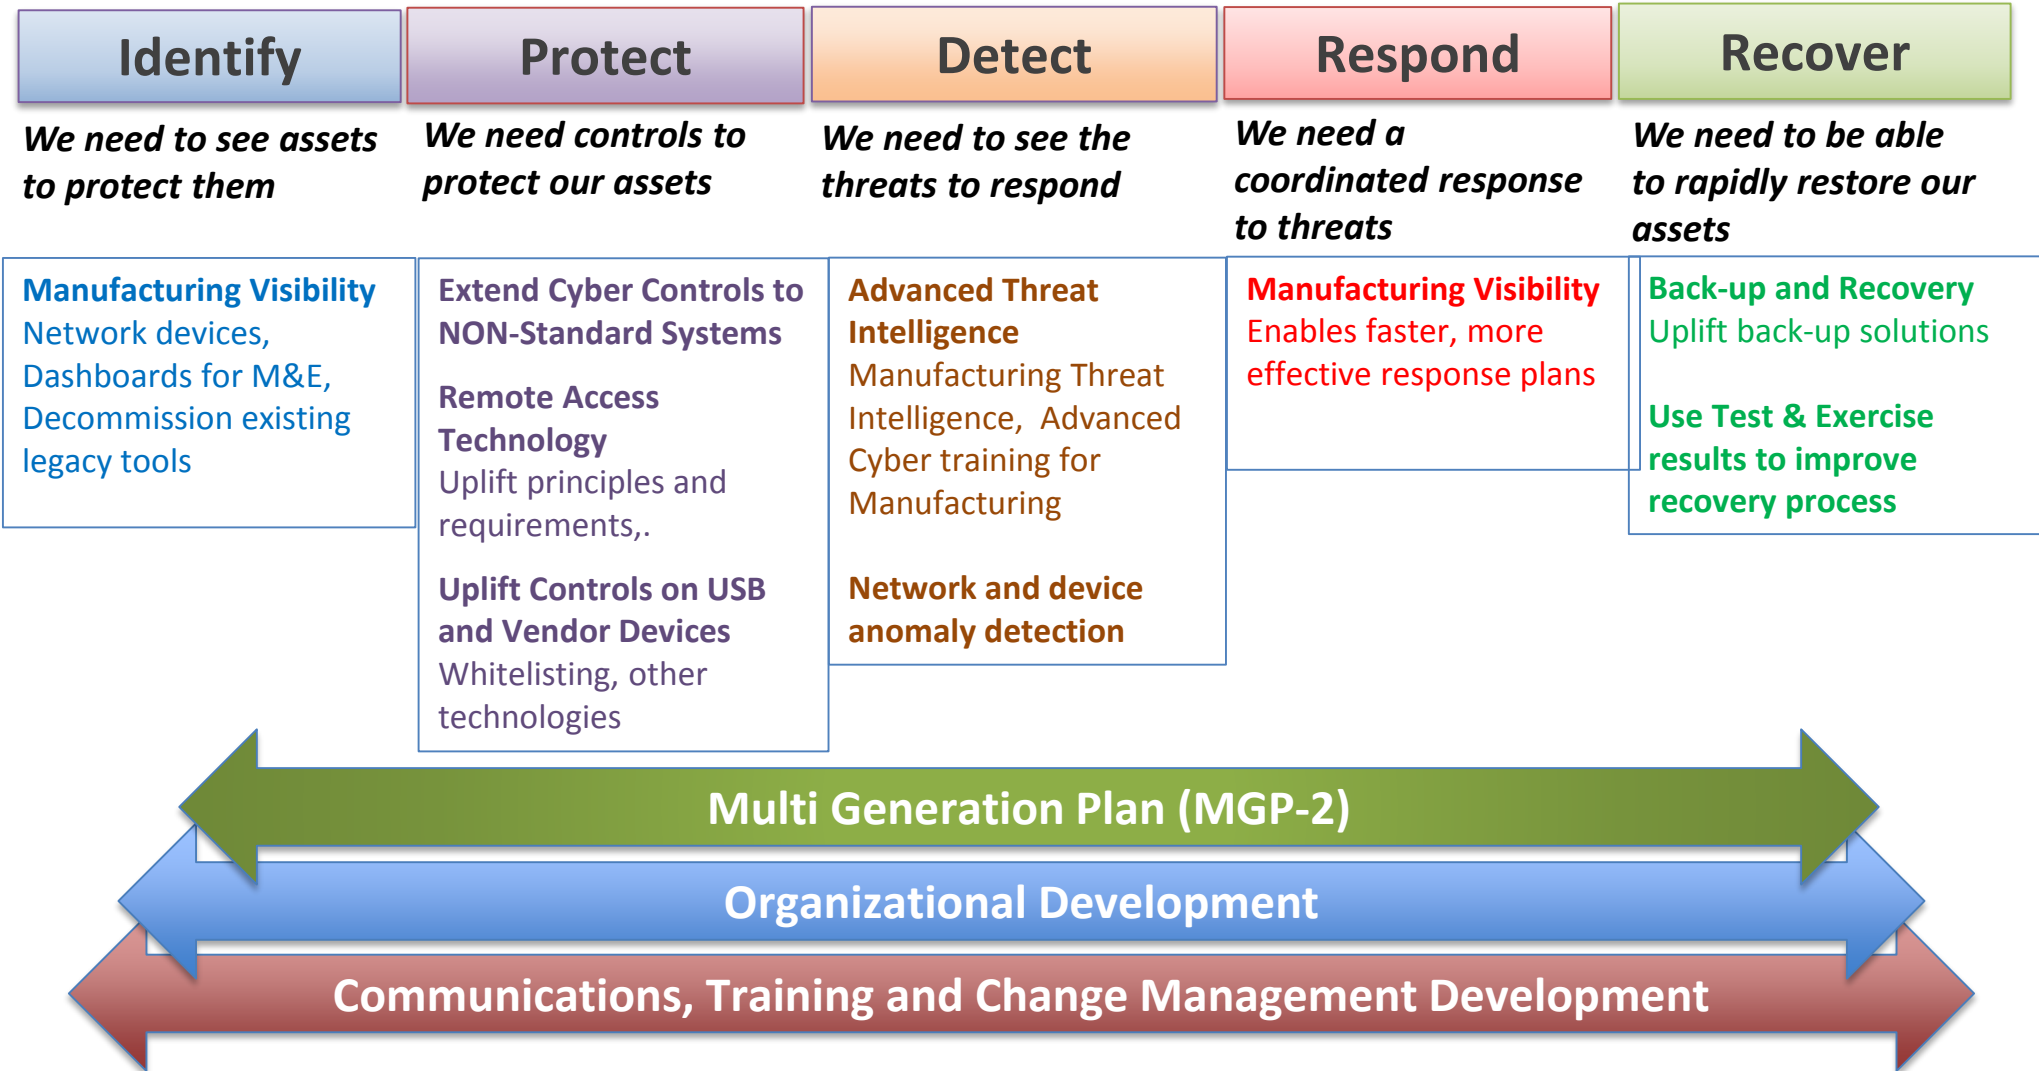 Identify
Protect
Detect
Respond
Recover
We need to see assets
to protect them
We need controls to
protect our assets
We need to see the
threats to respond
We need a
coordinated response
to threats
We need to be able
to rapidly restore our
assets
Manufacturing Visibility
Network devices,
Dashboards for M&E,
Decommission existing
legacy tools
Extend Cyber Controls to
NON-Standard Systems
Remote Access
Technology
Uplift principles and
requirements,.
Uplift Controls on USB
and Vendor Devices
Whitelisting, other
technologies
Advanced Threat
Intelligence
Manufacturing Threat
Intelligence, Advanced
Cyber training for
Manufacturing
Network and device
anomaly detection
Manufacturing Visibility
Enables faster, more
effective response plans
Back-up and Recovery
Uplift back-up solutions
Use Test & Exercise
results to improve
recovery process
Multi Generation Plan (MGP-2)
Organizational Development
Communications, Training and Change Management Development